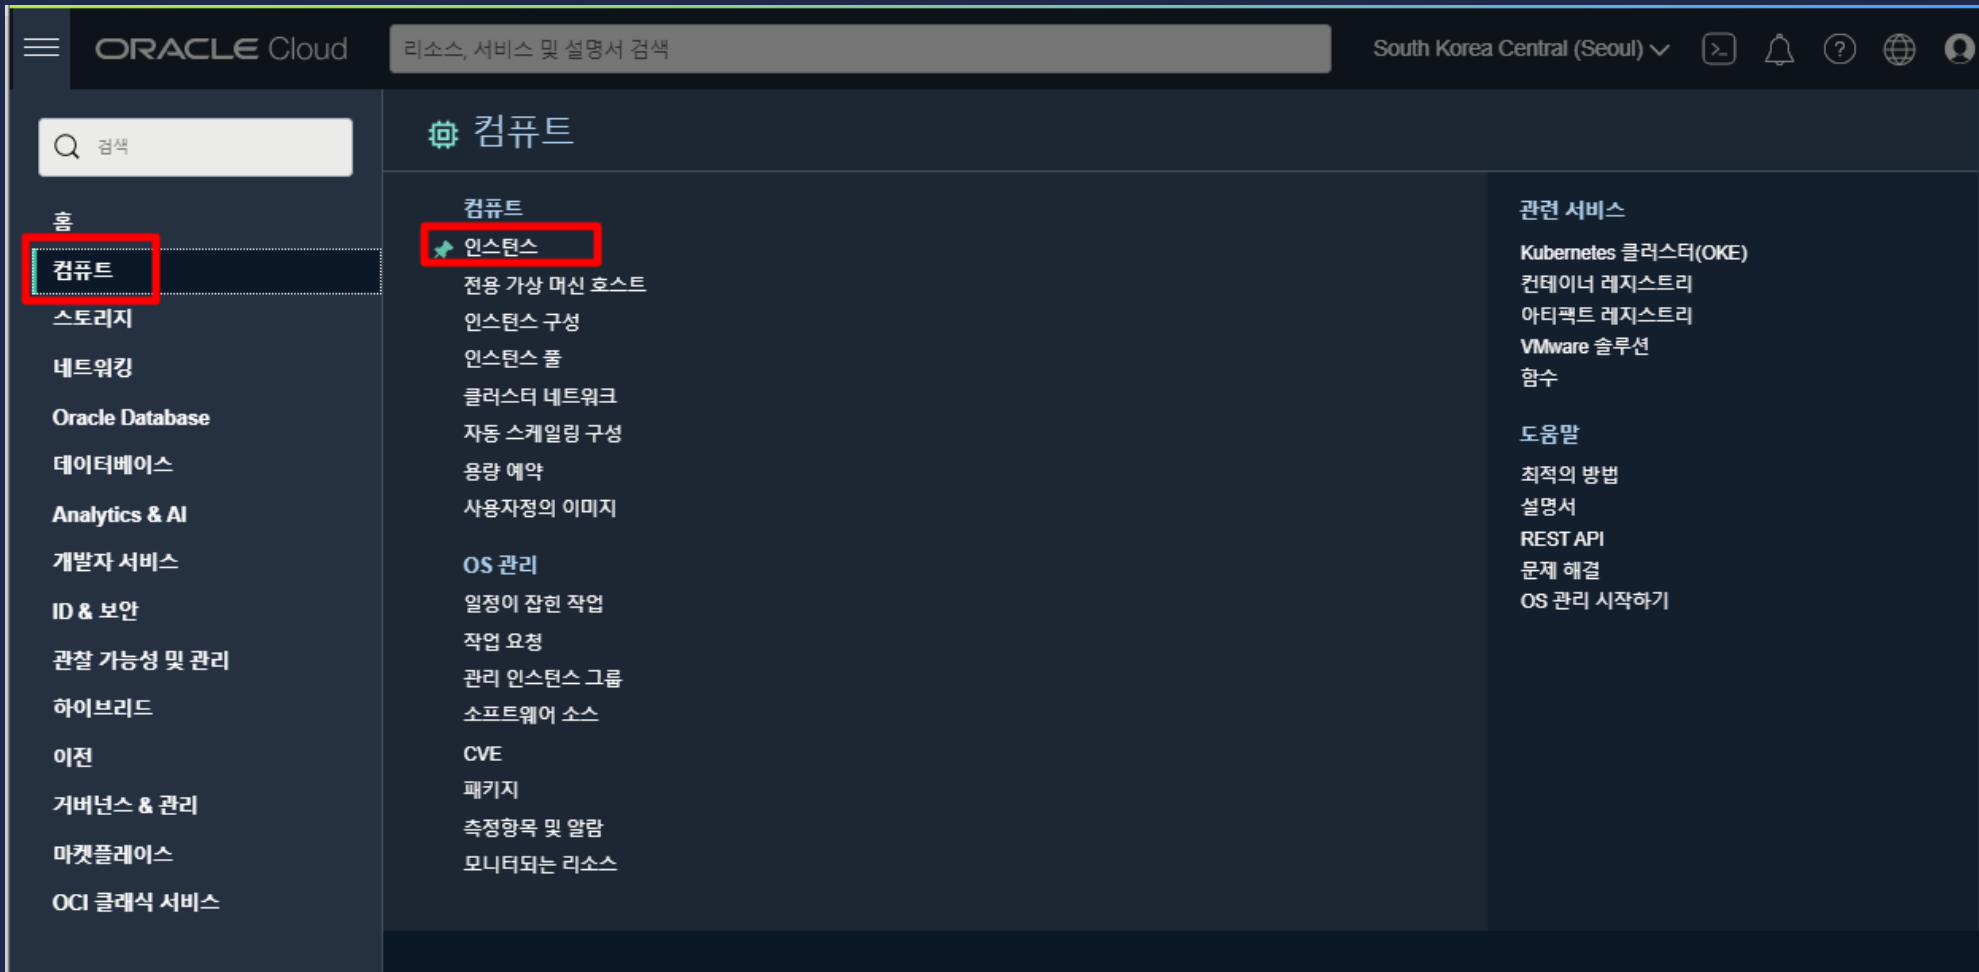 ORACLE Cloud
리소스, 서비스 및 설명서 검색
South Korea Central (Seoul)
검색
홈
컴퓨트
스토리지
네트워킹
Oracle Database
데이터베이스
Analytics & AI
개발자 서비스
ID & 보안
관찰 가능성 및 관리
하이브리드
이전
거버넌스 & 관리
마켓플레이스
OCI 클래식 서비스
컴퓨트
컴퓨트
인스턴스
전용 가상 머신 호스트
인스턴스 구성
인스턴스 풀
클러스터 네트워크
자동 스케일링 구성
용량 예약
사용자정의 이미지
OS 관리
일정이 잡힌 작업
작업 요청
관리 인스턴스 그룹
소프트웨어 소스
CVE
패키지
측정항목 및 알람
모니터되는 리소스
관련 서비스
Kubernetes 클러스터(OKE)
컨테이너 레지스트리
아티팩트 레지스트리
VMware 솔루션
함수
도움말
최적의 방법
설명서
REST API
문제 해결
OS 관리 시작하기